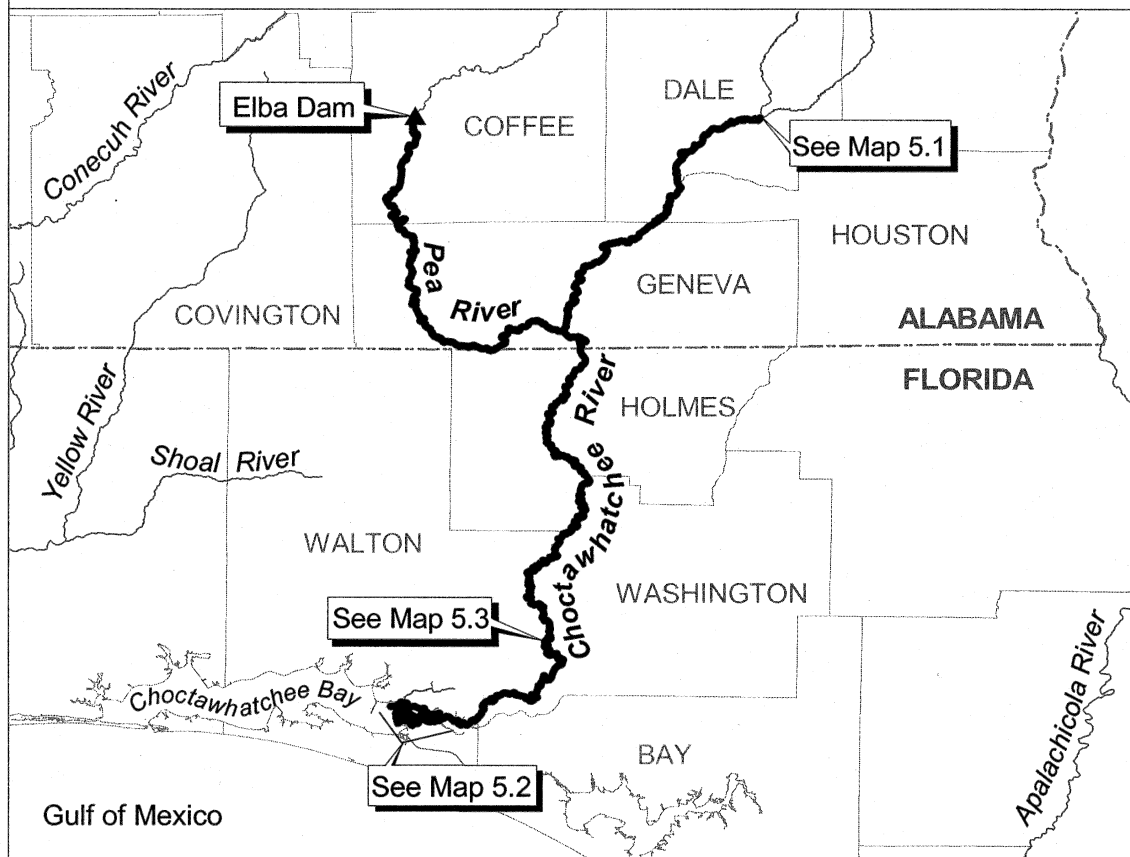 Conecuh River
Elba Dam
COFFEE
DALE
See Map 5.1
HOUSTON
Pea
River
GENEVA
COVINGTON
ALABAMA
FLORIDA
Yellow River
Shoal River
HOLMES
Choctawhatchee River
WALTON
WASHINGTON
See Map 5.3
Choctawhatchee Bay
See Map 5.2
BAY
Apalachicola River
Gulf of Mexico